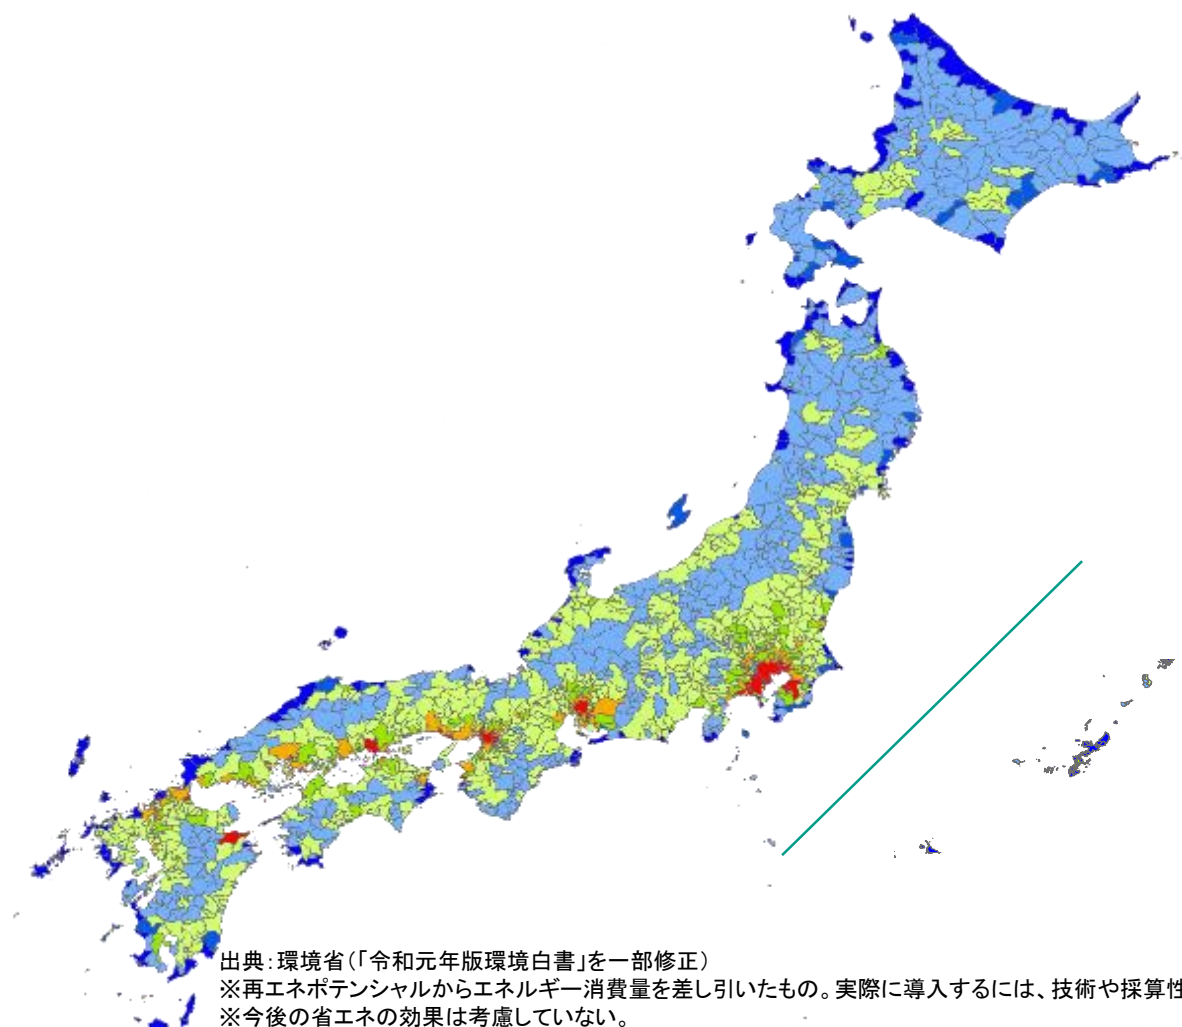 出典:環境省(「令和元年版環境白書」を一部修正)
※再エネポテンシャルからエネルギー消費量を差し引いたもの。実際に導入するには、技術や採算性
※今後の省エネの効果は考慮していない。